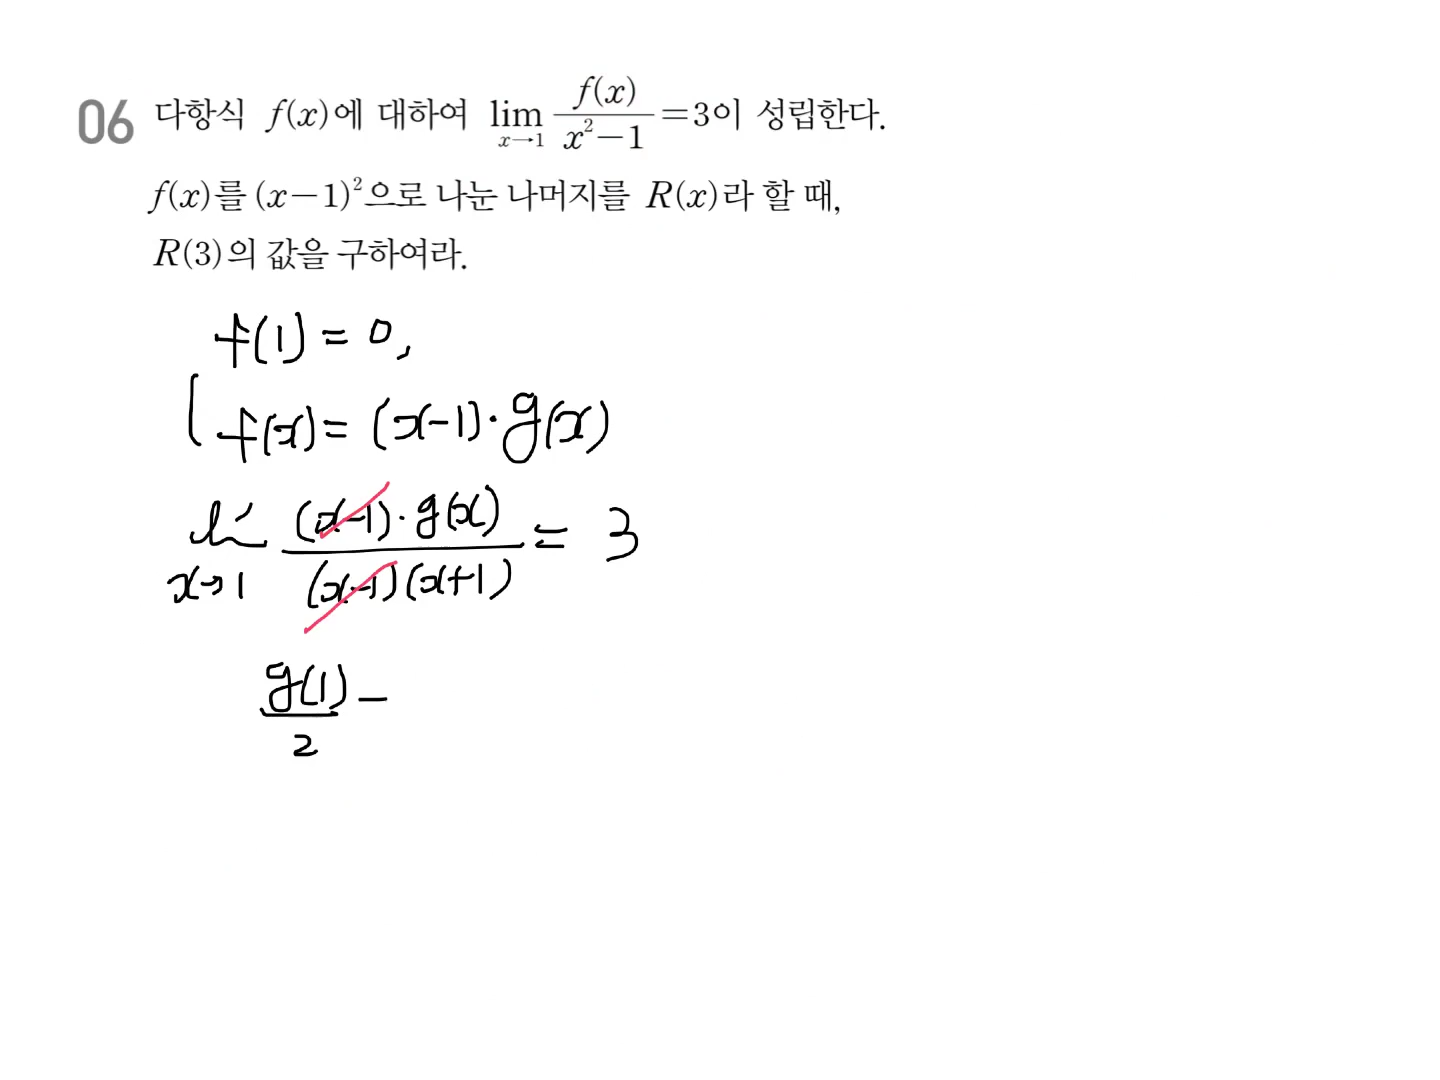 06 다항식 f(x)에 대하여 lim_{x→1} f(x)/(x²−1)=3이 성립한다.
f(x)를 (x−1)²으로 나눈 나머지를 R(x)라 할 때,
R(3)의 값을 구하여라.
f(1) = 0,
f(x) = (x-1)·g(x)
lim_{x→1} (x-1)·g(x) / (x-1)(x+1) = 3
g(1)/2 −